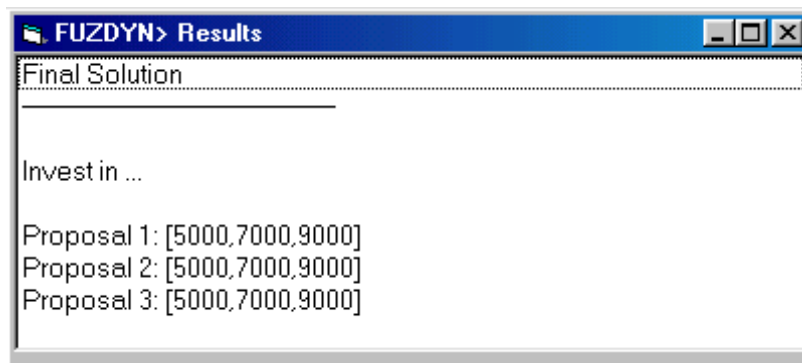 FUZDYN> Results
Final Solution
Invest in ...
Proposal 1: [5000,7000,9000]
Proposal 2: [5000,7000,9000]
Proposal 3: [5000,7000,9000]